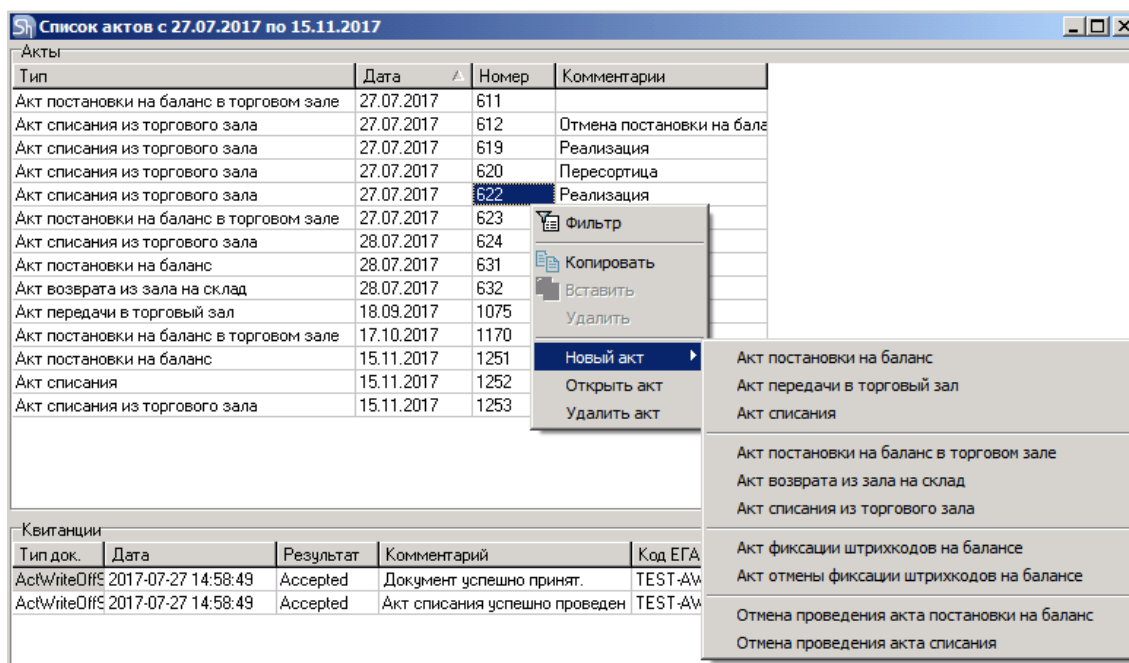 Sh Список актов с 27.07.2017 по 15.11.2017
Акты
Тип Дата Номер Комментарии
Акт постановки на баланс в торговом зале 27.07.2017 611
Акт списания из торгового зала 27.07.2017 612 Отмена постановки на бала
Акт списания из торгового зала 27.07.2017 619 Реализация
Акт списания из торгового зала 27.07.2017 620 Пересортица
Акт списания из торгового зала 27.07.2017 622 Реализация
Акт постановки на баланс в торговом зале 27.07.2017 623
Акт списания из торгового зала 28.07.2017 624
Акт постановки на баланс 28.07.2017 631
Акт возврата из зала на склад 28.07.2017 632
Акт передачи в торговый зал 18.09.2017 1075
Акт постановки на баланс в торговом зале 17.10.2017 1170
Акт постановки на баланс 15.11.2017 1251
Акт списания 15.11.2017 1252
Акт списания из торгового зала 15.11.2017 1253
Фильтр
Копировать
Вставить
Удалить
Новый акт
Открыть акт
Удалить акт
Акт постановки на баланс
Акт передачи в торговый зал
Акт списания
Акт постановки на баланс в торговом зале
Акт возврата из зала на склад
Акт списания из торгового зала
Акт фиксации штрихкодов на балансе
Акт отмены фиксации штрихкодов на балансе
Отмена проведения акта постановки на баланс
Отмена проведения акта списания
Квитанции
Тип док. Дата Результат Комментарий Код ЕГА
ActWriteOffS 2017-07-27 14:58:49 Accepted Документ успешно принят. TEST-AW
ActWriteOffS 2017-07-27 14:58:49 Accepted Акт списания успешно проведен TEST-AW